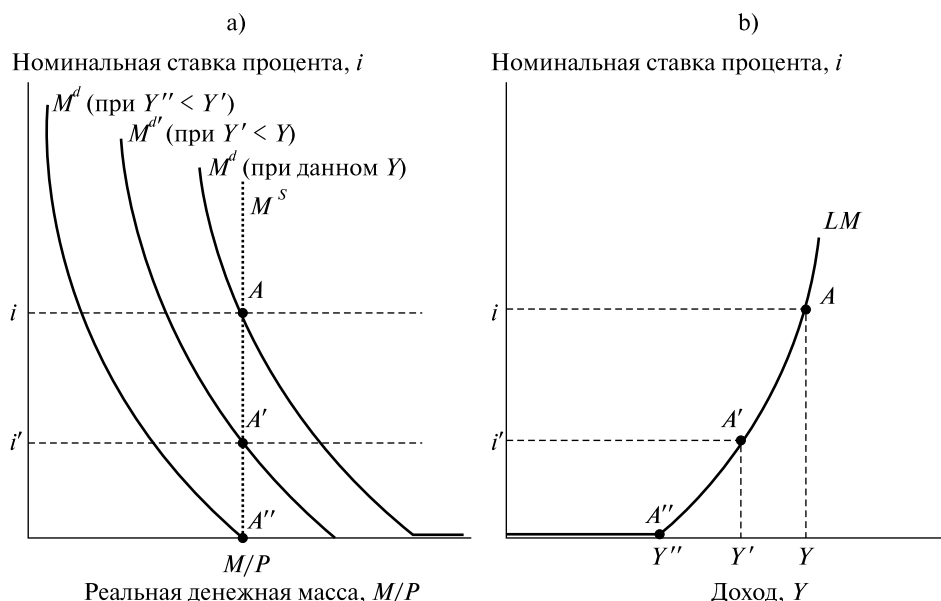 a)
Номинальная ставка процента, i
M^d (при Y'' < Y')
M^d' (при Y' < Y)
M^d (при данном Y)
M^S
A
i
A'
i'
A''
M/P
Реальная денежная масса, M/P
b)
Номинальная ставка процента, i
LM
i
A
A'
i'
A''
Y'' Y' Y
Доход, Y